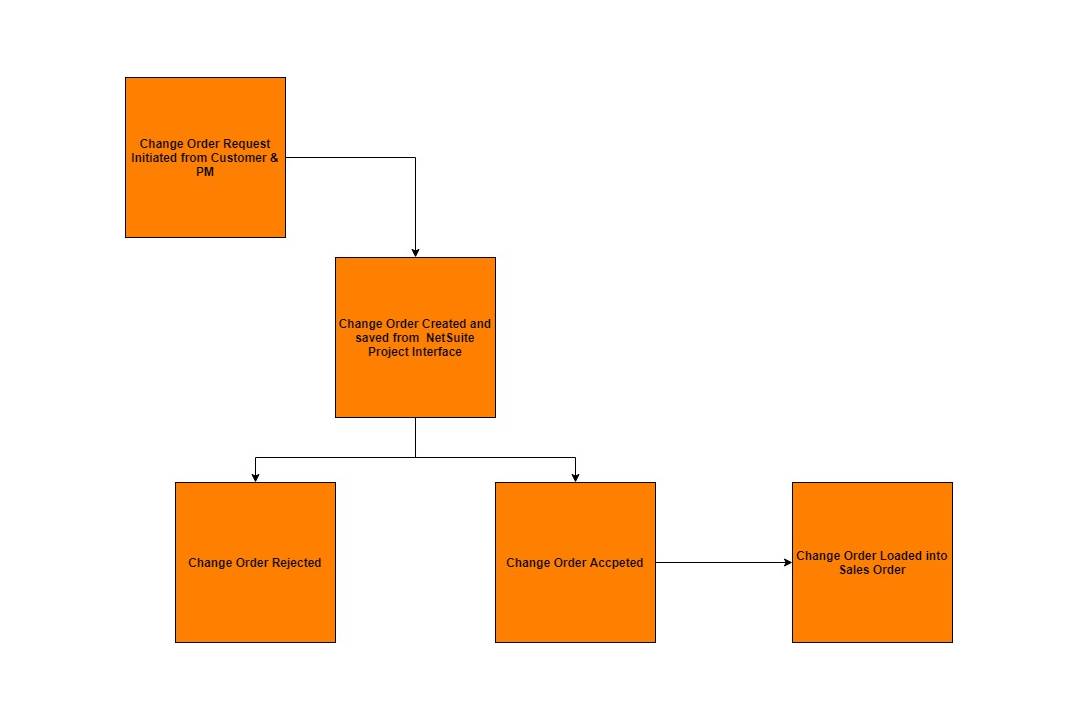 Change Order Request
Initiated from Customer &
PM
Change Order Created and
saved from  NetSuite
Project Interface
Change Order Rejected
Change Order Accpeted
Change Order Loaded into
Sales Order